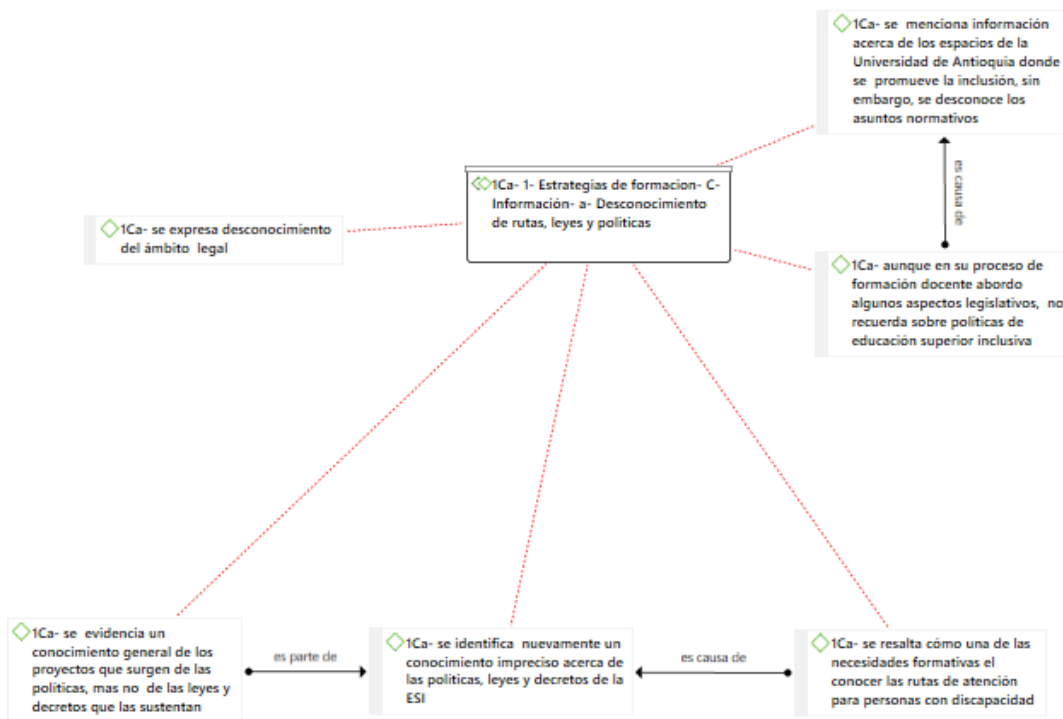 1Ca- se menciona información
acerca de los espacios de la
Universidad de Antioquia donde
se promueve la inclusión, sin
embargo, se desconoce los
asuntos normativos
es causa de
1Ca- 1- Estrategias de formacion- C-
Información- a- Desconocimiento
de rutas, leyes y políticas
1Ca- se expresa desconocimiento
del ámbito legal
1Ca- aunque en su proceso de
formación docente abordo
algunos aspectos legislativos, no
recuerda sobre políticas de
educación superior inclusiva
1Ca- se evidencia un
conocimiento general de los
proyectos que surgen de las
políticas, mas no de las leyes y
decretos que las sustentan
es parte de
1Ca- se identifica nuevamente un
conocimiento impreciso acerca de
las políticas, leyes y decretos de la
ESI
es causa de
1Ca- se resalta cómo una de las
necesidades formativas el
conocer las rutas de atención
para personas con discapacidad